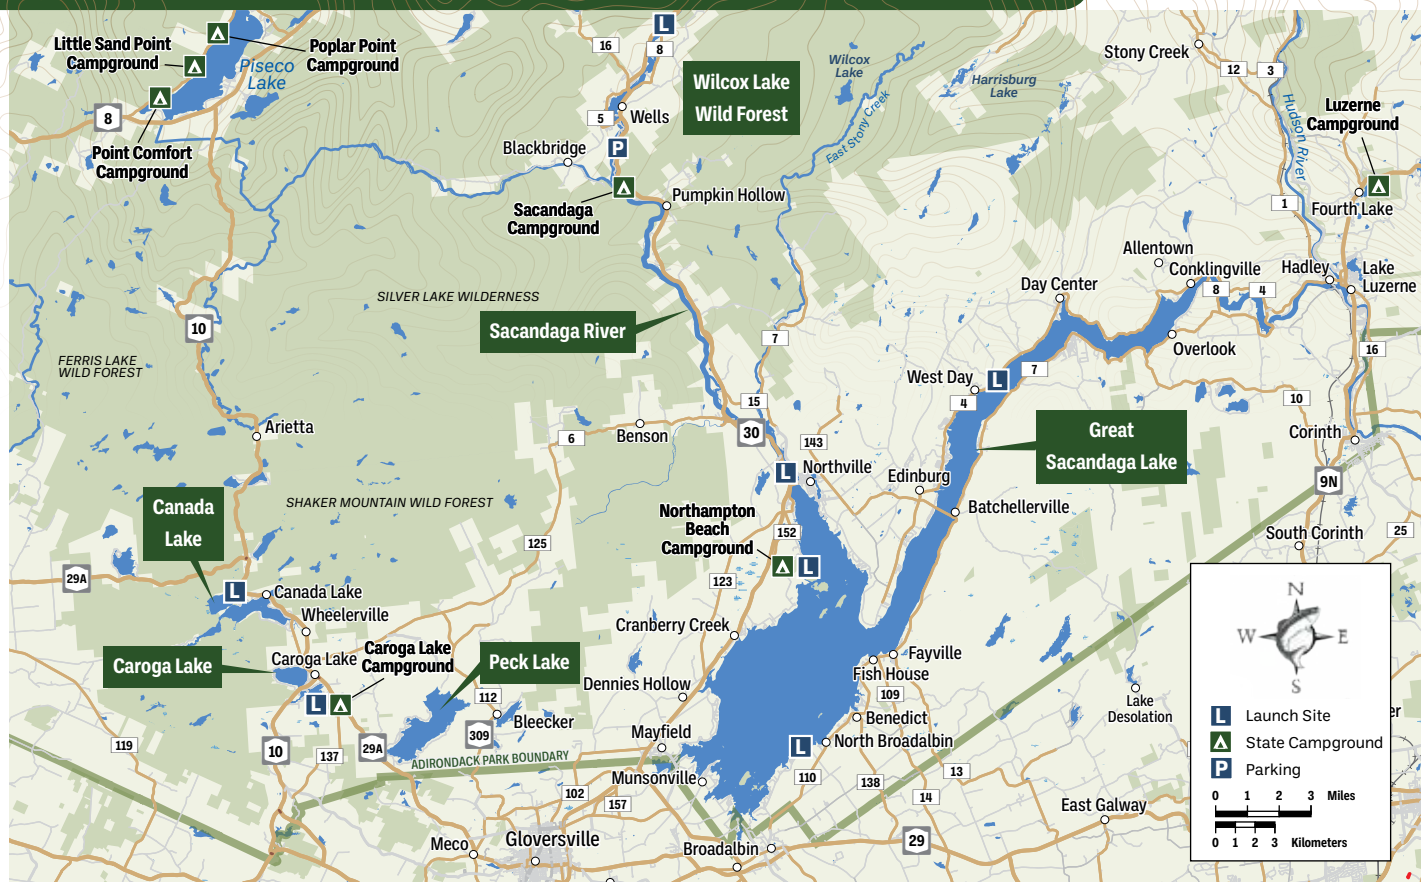 Little Sand Point
Campground
Poplar Point
Campground
Piseco
Lake
8
Point Comfort
Campground
16
L
8
Wilcox Lake
Wild Forest
5
Wells
P
Blackbridge
Sacandaga
Campground
Pumpkin Hollow
Wilcox
Lake
East Stony Creek
Harrisburg
Lake
Stony Creek
12
3
Hudson River
Luzerne
Campground
1
Fourth Lake
Allentown
Conklingville
Hadley
Lake
Luzerne
8
4
Day Center
Overlook
16
SILVER LAKE WILDERNESS
Sacandaga River
10
FERRIS LAKE
WILD FOREST
7
7
West Day
L
4
10
15
Arietta
6
Benson
30
143
Great
Sacandaga Lake
Corinth
L
Northville
Edinburg
9N
SHAKER MOUNTAIN WILD FOREST
Canada
Lake
Batchellerville
Northampton
Beach
Campground
152
125
South Corinth
25
29A
L
123
L
Canada Lake
Wheelerville
Cranberry Creek
Caroga Lake
Caroga Lake
Caroga Lake
Campground
Peck Lake
Fayville
Fish House
Dennies Hollow
109
L
112
Bleecker
309
Benedict
Lake
Desolation
er
Mayfield
L
North Broadalbin
119
10
137
29A
ADIRONDACK PARK BOUNDARY
Munsonville
110
138
13
102
157
14
East Galway
Meco
Gloversville
Broadalbin
29
N
W
E
S
L Launch Site
State Campground
P Parking
0 1 2 3 Miles
0 1 2 3 Kilometers